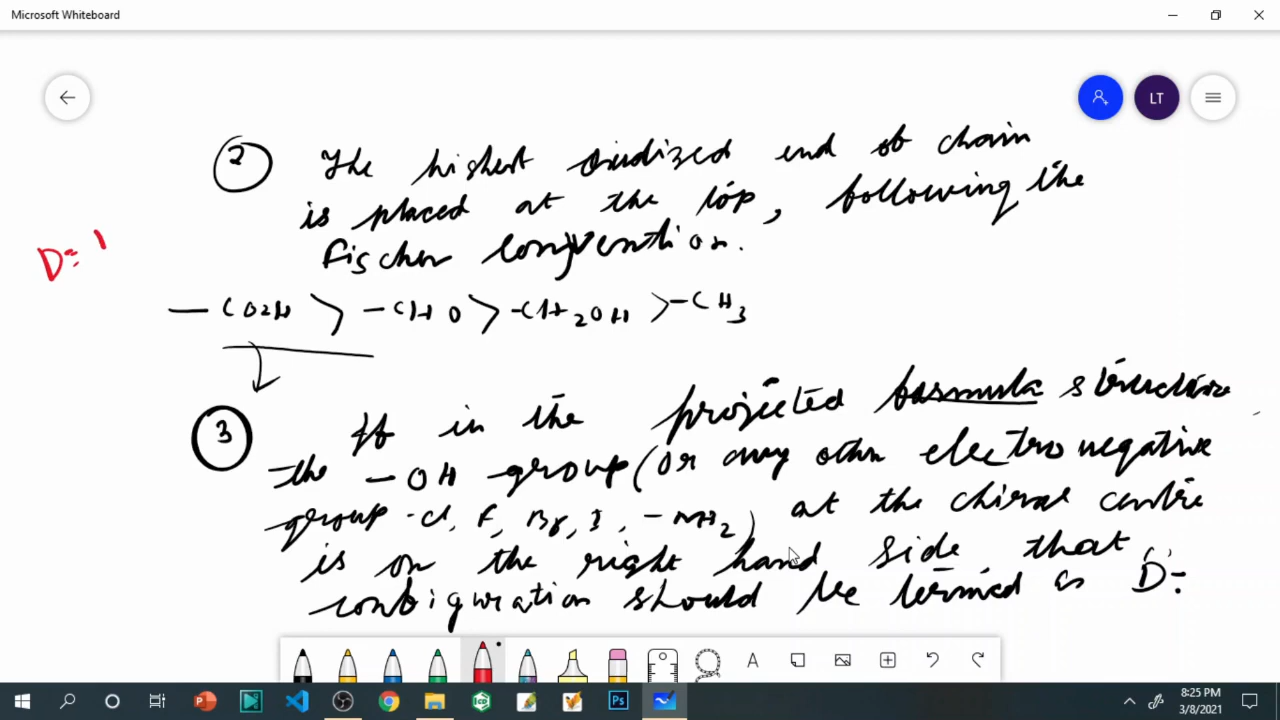 Microsoft Whiteboard
LT
2 The highest oxidized end of chain
is placed at the top, following the
Fischer convention.
D=
-CO2H > -CHO > -CH2OH > -CH3
3 If in the projected formula structure
the -OH group (or any other electronegative
group -Cl, F, Br, I, -NH2) at the chiral centre
is on the right hand side that
configuration should be termed as D-
8:25 PM
3/8/2021